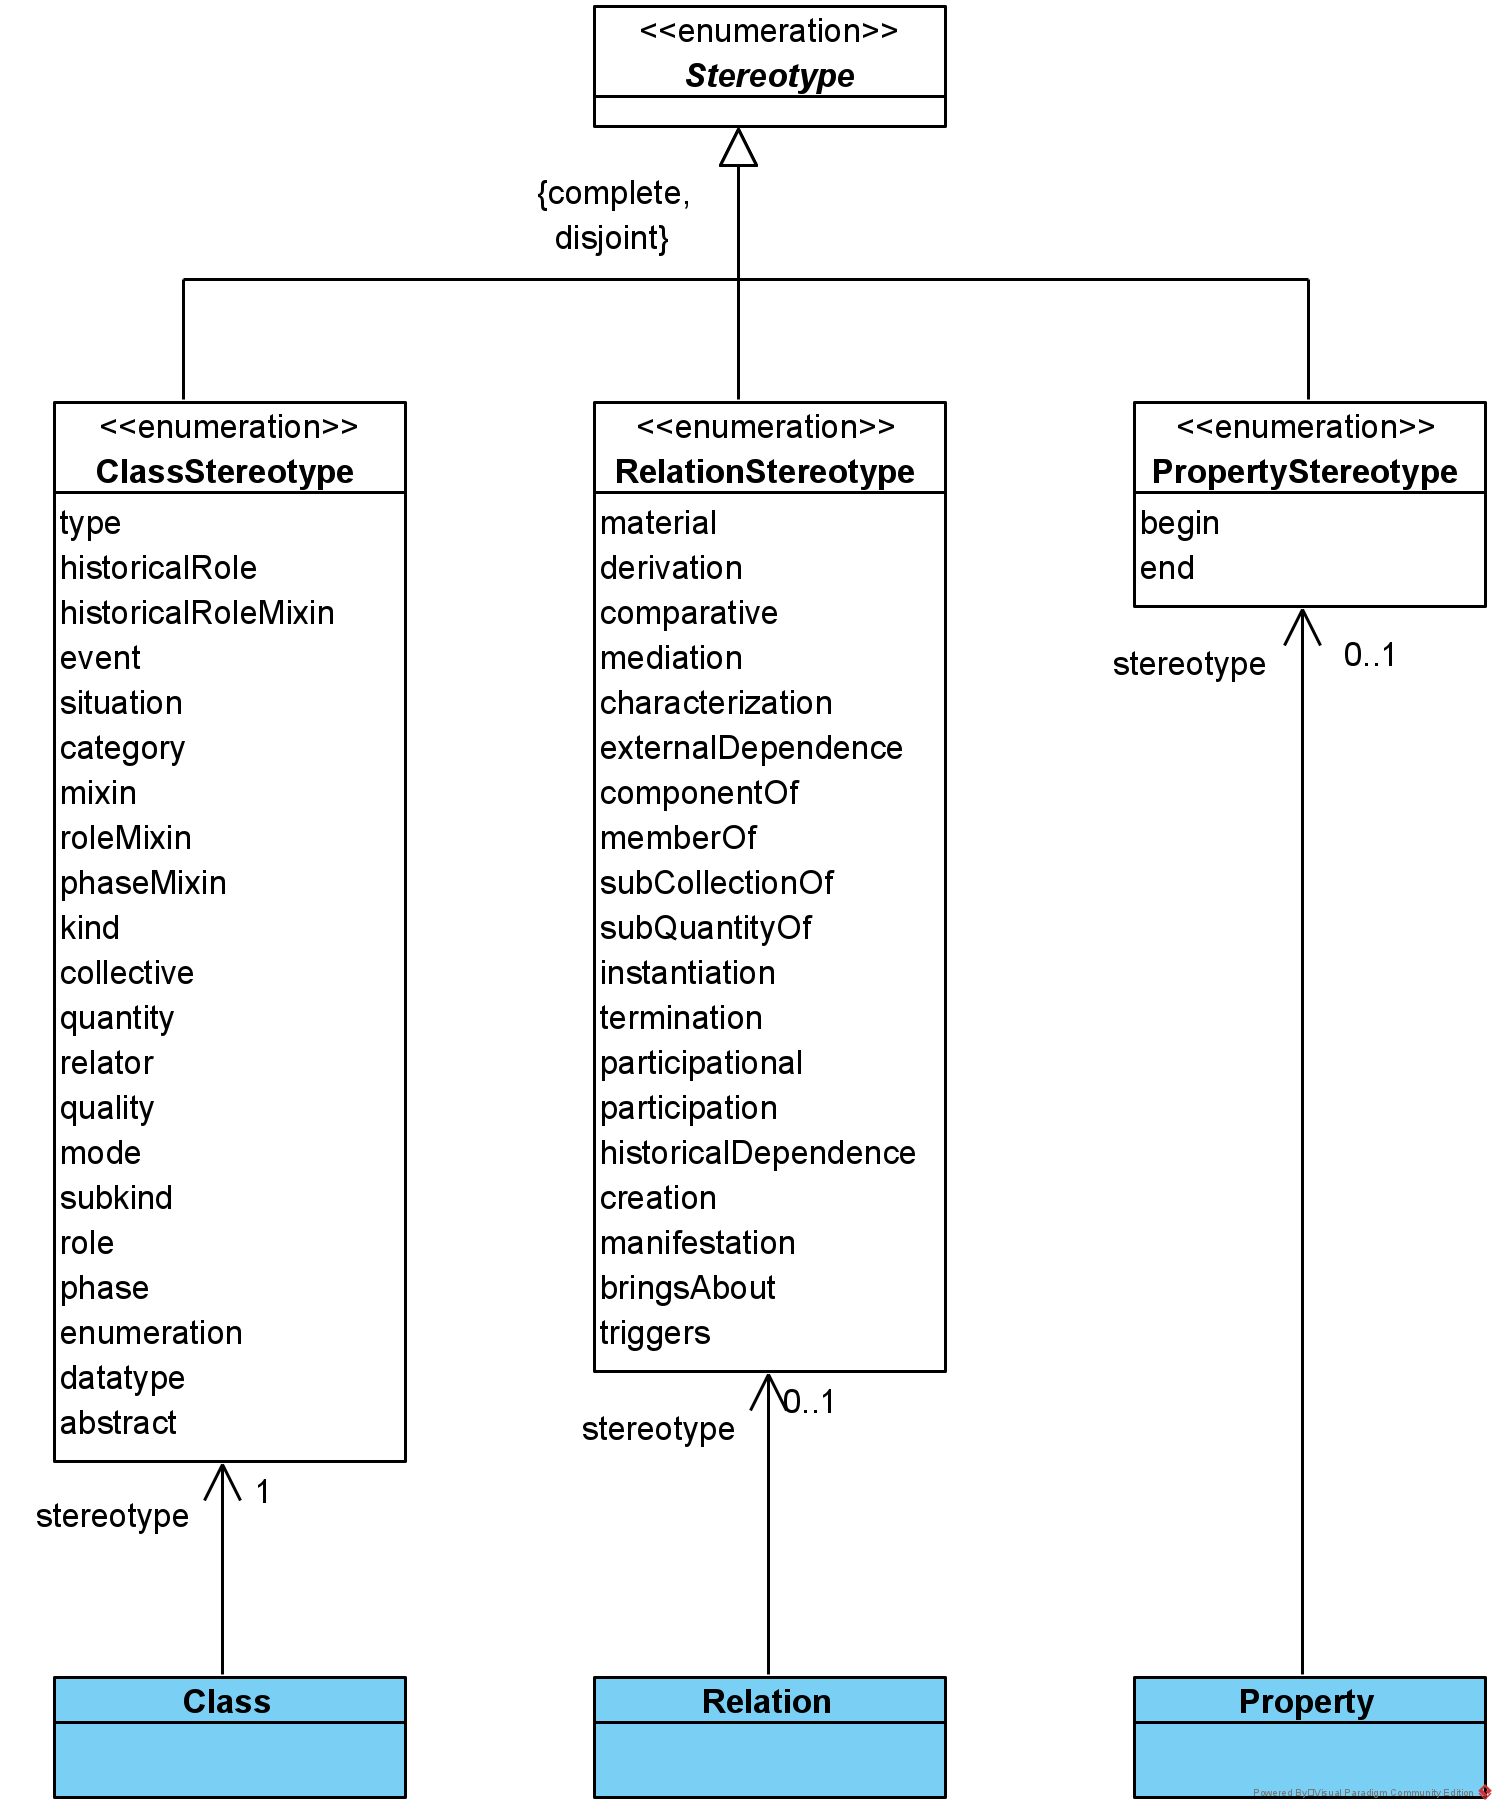 <<enumeration>>
Stereotype
{complete,
disjoint}
<<enumeration>>
ClassStereotype
type
historicalRole
historicalRoleMixin
event
situation
category
mixin
roleMixin
phaseMixin
kind
collective
quantity
relator
quality
mode
subkind
role
phase
enumeration
datatype
abstract
<<enumeration>>
RelationStereotype
material
derivation
comparative
mediation
characterization
externalDependence
componentOf
memberOf
subCollectionOf
subQuantityOf
instantiation
termination
participational
participation
historicalDependence
creation
manifestation
bringsAbout
triggers
<<enumeration>>
PropertyStereotype
begin
end
stereotype
0..1
stereotype
0..1
stereotype
1
Class
Relation
Property
Powered By□Visual Paradigm Community Edition